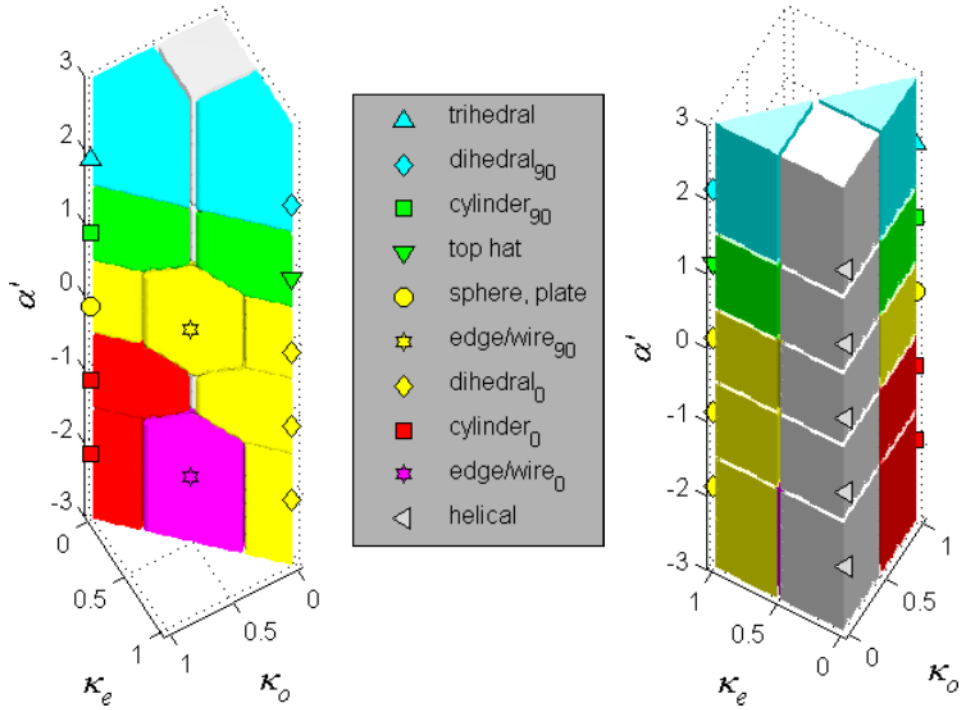 3
2
1
0
-1
-2
-3
α'
0
0.5
1
κe
1
0.5
0
κo
trihedral
dihedral90
cylinder90
top hat
sphere, plate
edge/wire90
dihedral0
cylinder0
edge/wire0
helical
3
2
1
0
-1
-2
-3
α'
1
0.5
0
κe
0
0.5
1
κo